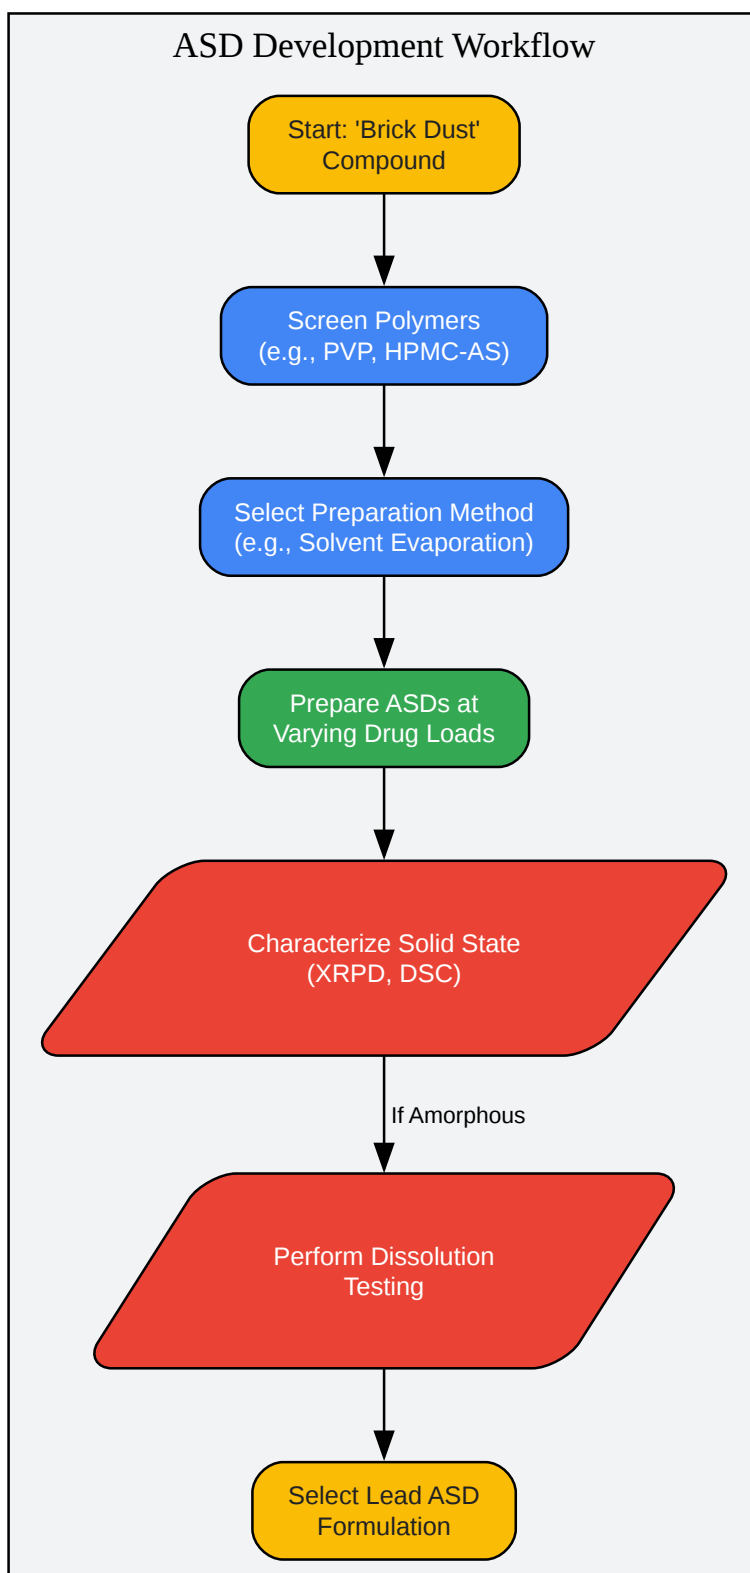 ASD Development Workflow
Start: 'Brick Dust'
Compound
Screen Polymers
(e.g., PVP, HPMC-AS)
Select Preparation Method
(e.g., Solvent Evaporation)
Prepare ASDs at
Varying Drug Loads
Characterize Solid State
(XRPD, DSC)
If Amorphous
Perform Dissolution
Testing
Select Lead ASD
Formulation